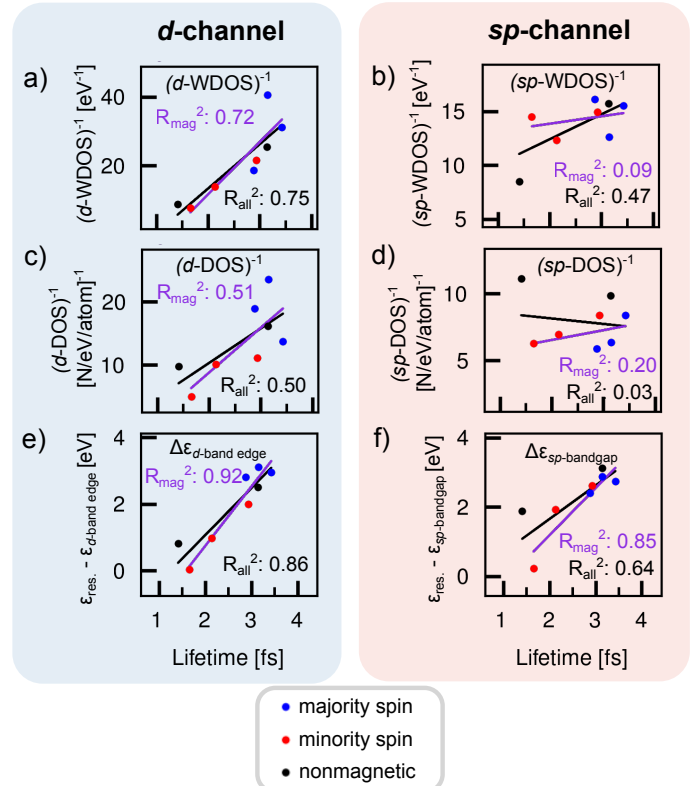 d-channel
sp-channel
a)
(d-WDOS)⁻¹ [eV⁻¹]
40
20
(d-WDOS)⁻¹
R_mag²: 0.72
R_all²: 0.75
b)
(sp-WDOS)⁻¹ [eV⁻¹]
15
10
5
(sp-WDOS)⁻¹
R_mag²: 0.09
R_all²: 0.47
c)
(d-DOS)⁻¹
[N/eV/atom]⁻¹
20
10
(d-DOS)⁻¹
R_mag²: 0.51
R_all²: 0.50
d)
(sp-DOS)⁻¹
[N/eV/atom]⁻¹
10
5
0
(sp-DOS)⁻¹
R_mag²: 0.20
R_all²: 0.03
e)
ε_res. - ε_d-band edge [eV]
4
2
0
Δε_d-band edge
R_mag²: 0.92
R_all²: 0.86
1 2 3 4
Lifetime [fs]
f)
ε_res. - ε_sp-bandgap [eV]
4
2
0
Δε_sp-bandgap
R_mag²: 0.85
R_all²: 0.64
1 2 3 4
Lifetime [fs]
majority spin
minority spin
nonmagnetic